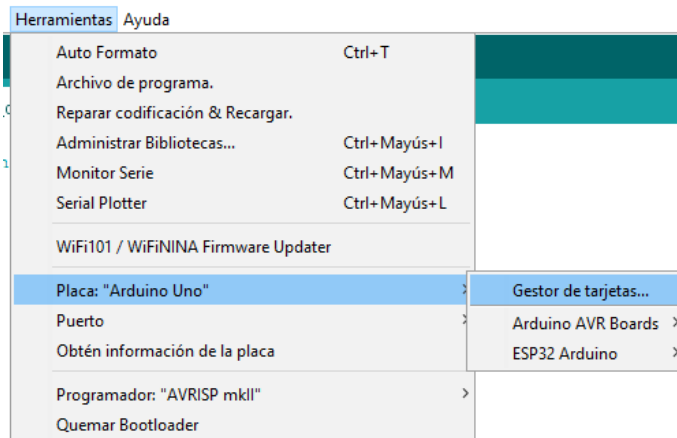 Herramientas Ayuda
Auto Formato Ctrl+T
Archivo de programa.
Reparar codificación & Recargar.
Administrar Bibliotecas... Ctrl+Mayús+I
Monitor Serie Ctrl+Mayús+M
Serial Plotter Ctrl+Mayús+L
WiFi101 / WiFiNINA Firmware Updater
Placa: "Arduino Uno"
Puerto
Obtén información de la placa
Programador: "AVRISP mkII"
Quemar Bootloader
Gestor de tarjetas...
Arduino AVR Boards
ESP32 Arduino